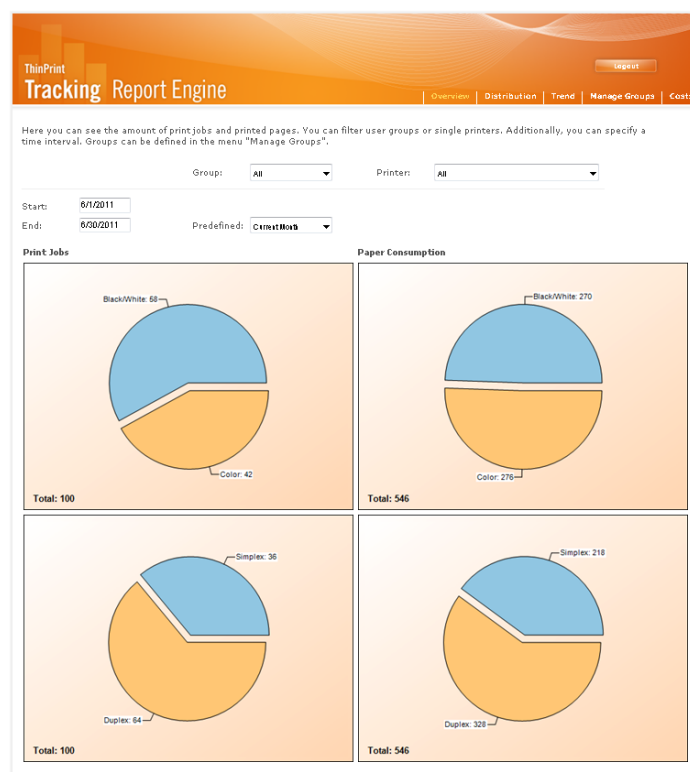 ThinPrint
Tracking Report Engine
Logout
Overview | Distribution | Trend | Manage Groups |
Here you can see the amount of print jobs and printed pages. You can filter user groups or single printers. Additionally, you can specify a
time interval. Groups can be defined in the menu "Manage Groups".
Group: All Printer: All
Start: 6/1/2011
End: 6/30/2011 Predefined: Current Month
Print Jobs Paper Consumption
Black/White: 58
Color: 42
Total: 100
Black/White: 270
Color: 276
Total: 546
Simplex: 36
Duplex: 64
Total: 100
Simplex: 218
Duplex: 328
Total: 546